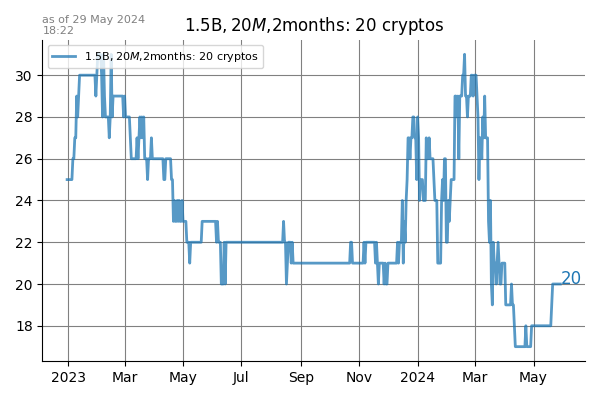 as of 29 May 2024
18:22
1.5B, 20M,2months: 20 cryptos
1.5B, 20M,2months: 20 cryptos
30
28
26
24
22
20
18
20
2023
Mar
May
Jul
Sep
Nov
2024
Mar
May